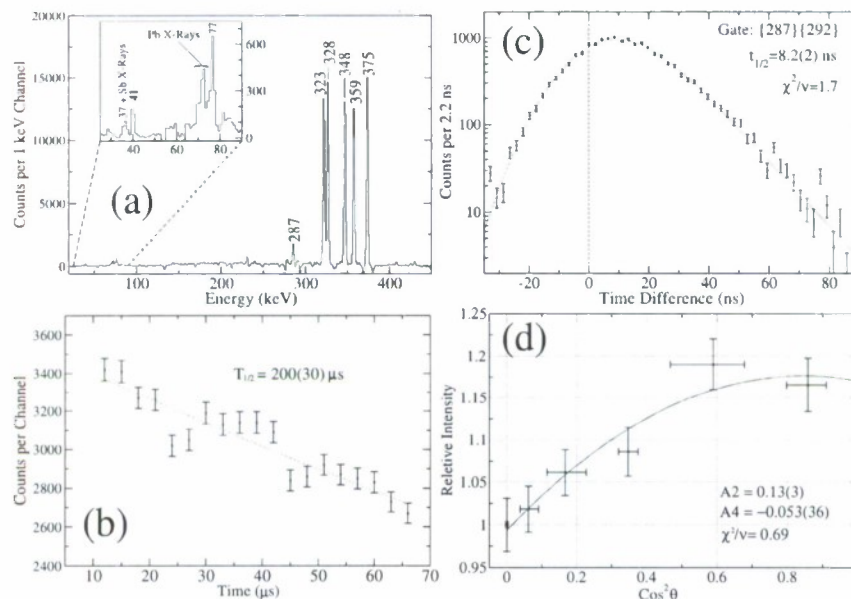 (a)
Counts per 1 keV Channel
20000
15000
10000
5000
0
100
200
300
400
Energy (keV)
37 + Sb X-Rays
41
Pb X-Rays
77
600
300
0
40
60
80
287
323
328
348
359
375
(c)
Gate: {287}{292}
t1/2=8.2(2) ns
χ²/ν=1.7
Counts per 2.2 ns
1000
100
10
-20
0
20
40
60
80
Time Difference (ns)
(b)
T1/2 = 200(30) μs
Counts per Channel
3600
3400
3200
3000
2800
2600
2400
10
20
30
40
50
60
70
Time (μs)
(d)
Reletive Intensity
1.25
1.2
1.15
1.1
1.05
1
0.95
0
0.2
0.4
0.6
0.8
1
Cos²θ
A2 = 0.13(3)
A4 = −0.053(36)
χ²/ν= 0.69